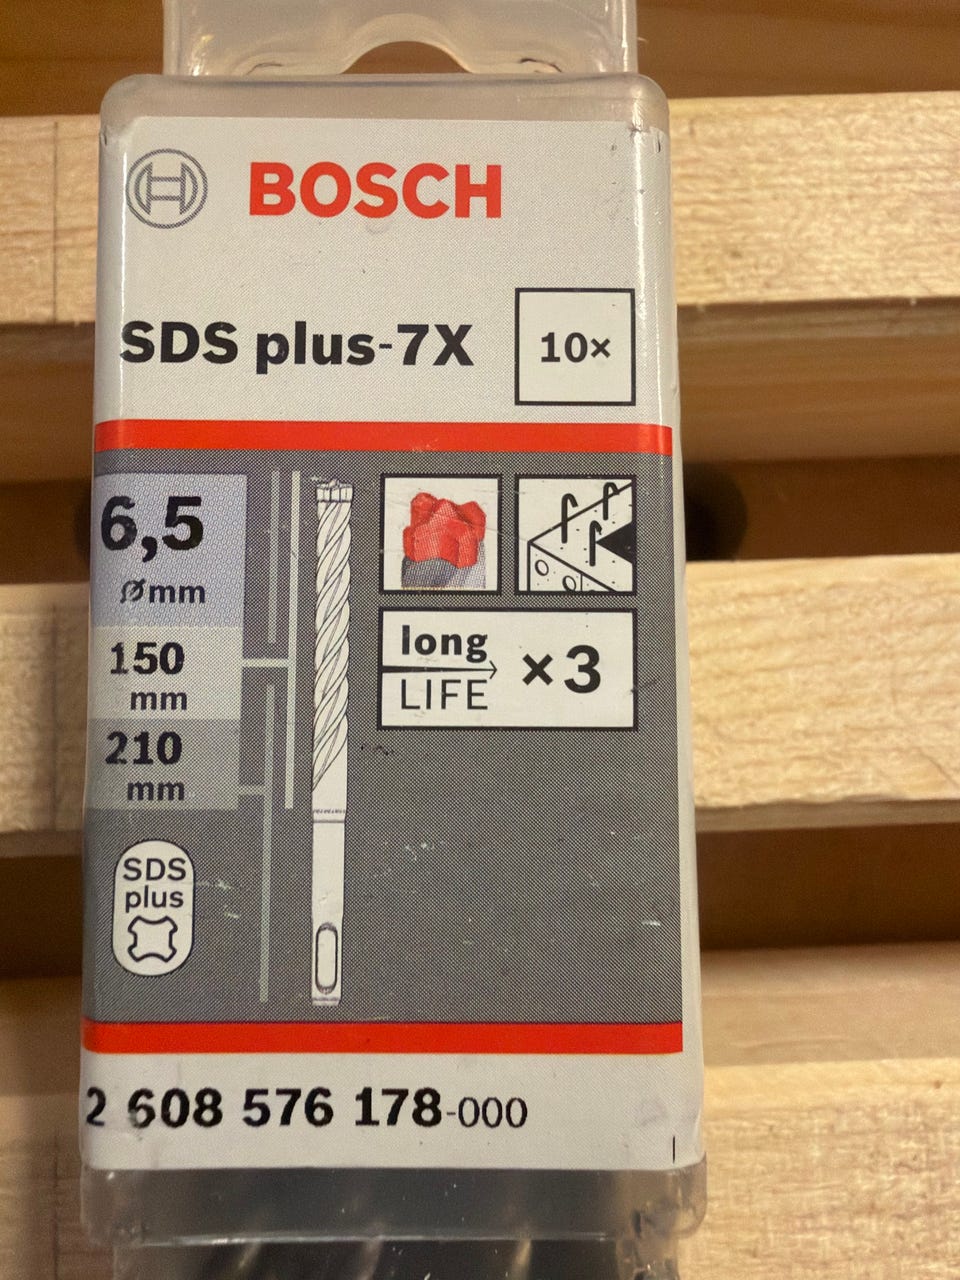 BOSCH
SDS plus-7X
10×
6,5
Ø mm
150
mm
210
mm
long
LIFE
×3
SDS
plus
2 608 576 178-000